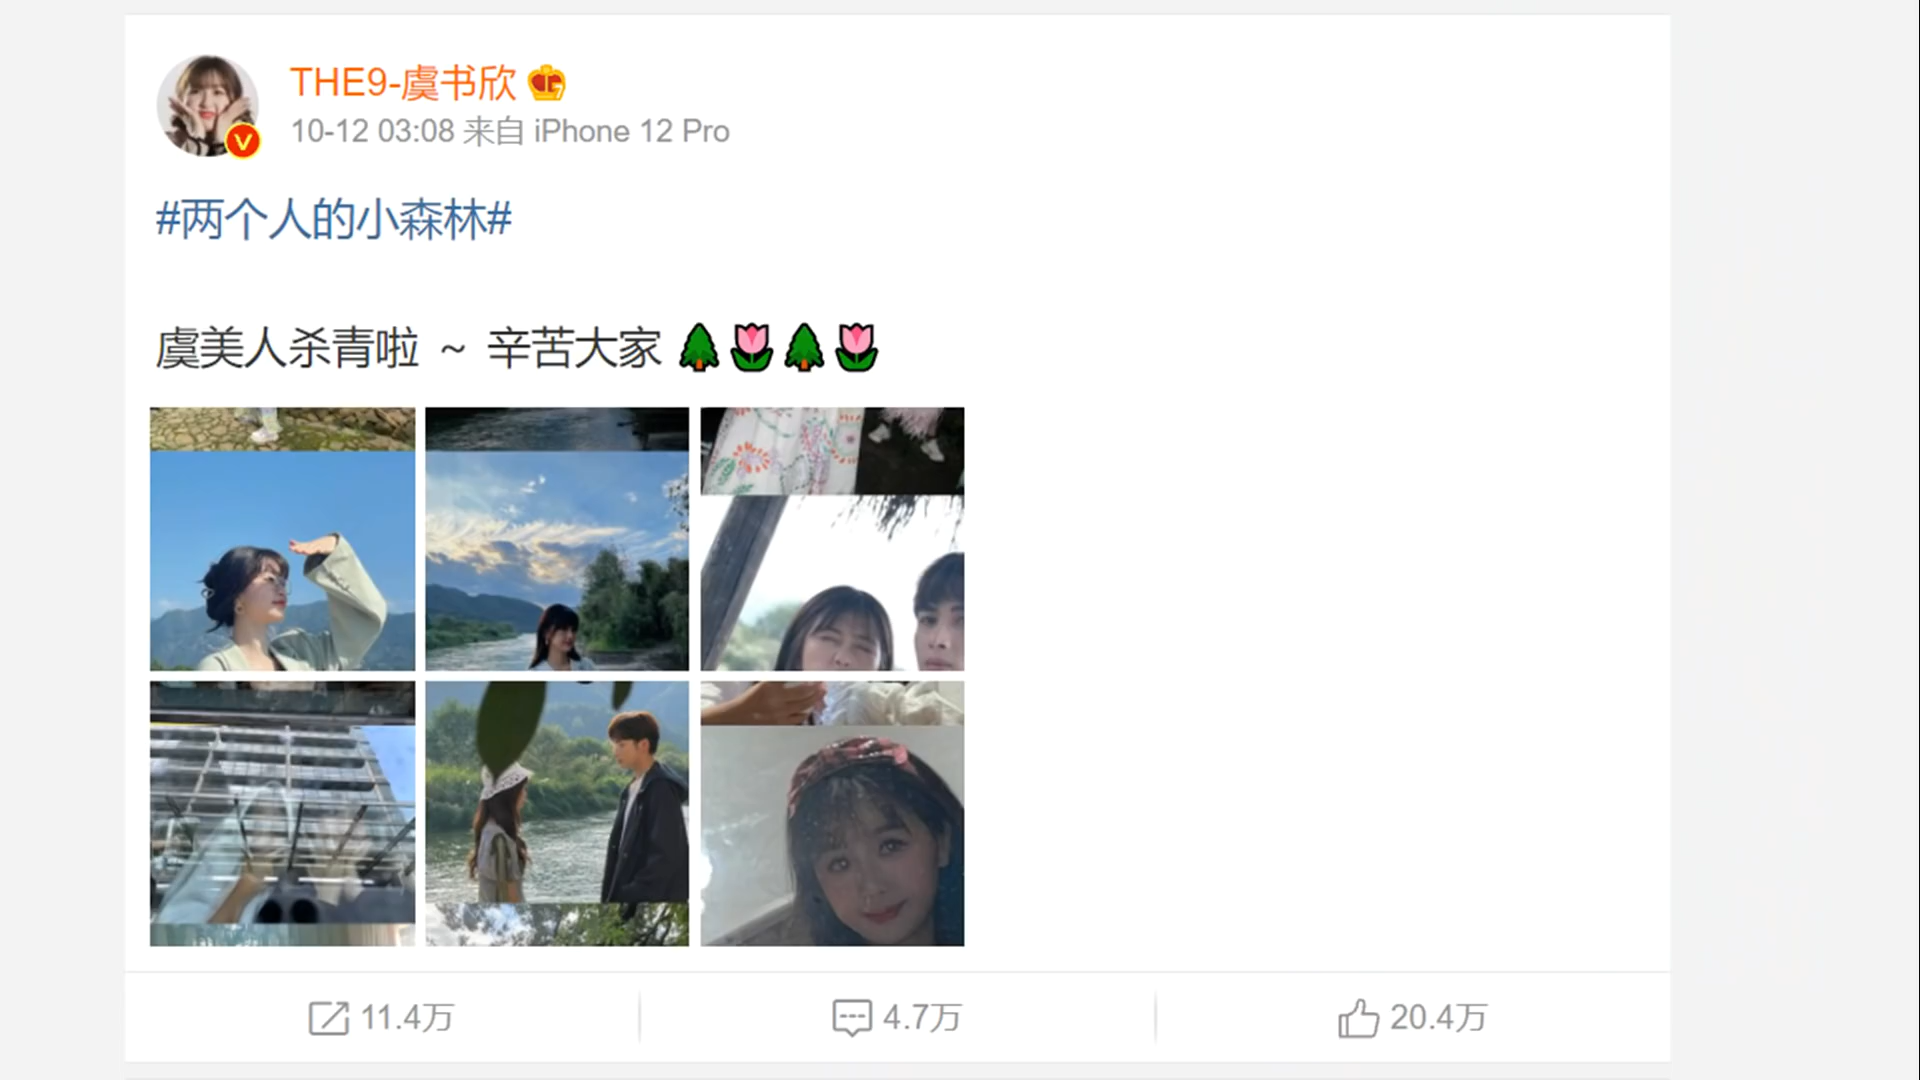 THE9-虞书欣
10-12 03:08 来自 iPhone 12 Pro
#两个人的小森林#
虞美人杀青啦 ~ 辛苦大家 🌲🌷🌲🌷
11.4万
4.7万
20.4万